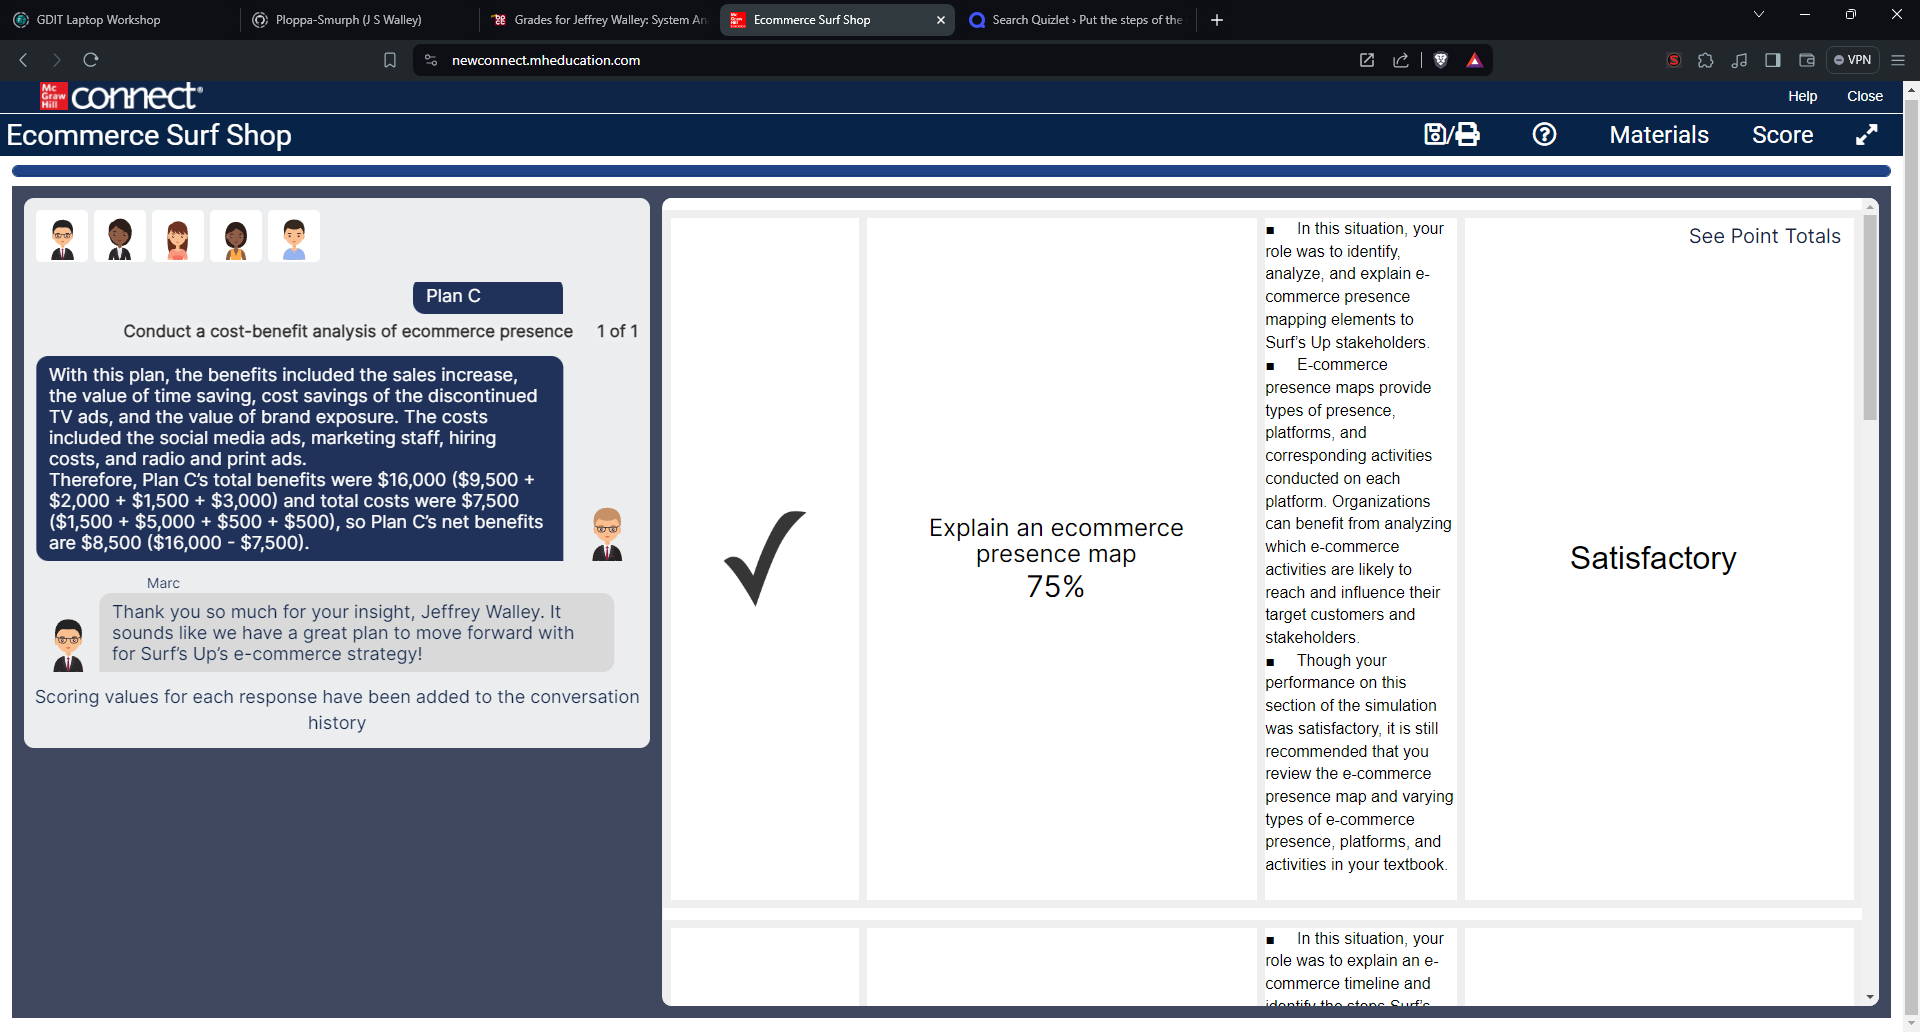 GDIT Laptop Workshop
Ploppa-Smurph (J S Walley)
Grades for Jeffrey Walley: System An
Ecommerce Surf Shop
Search Quizlet › Put the steps of the
newconnect.mheducation.com
VPN
Mc Graw Hill connect
Help
Close
Ecommerce Surf Shop
Materials
Score
Plan C
Conduct a cost-benefit analysis of ecommerce presence 1 of 1
With this plan, the benefits included the sales increase,
the value of time saving, cost savings of the discontinued
TV ads, and the value of brand exposure. The costs
included the social media ads, marketing staff, hiring
costs, and radio and print ads.
Therefore, Plan C's total benefits were $16,000 ($9,500 +
$2,000 + $1,500 + $3,000) and total costs were $7,500
($1,500 + $5,000 + $500 + $500), so Plan C's net benefits
are $8,500 ($16,000 - $7,500).
Marc
Thank you so much for your insight, Jeffrey Walley. It
sounds like we have a great plan to move forward with
for Surf's Up's e-commerce strategy!
Scoring values for each response have been added to the conversation
history
Explain an ecommerce
presence map
75%
▪ In this situation, your
role was to identify,
analyze, and explain e-
commerce presence
mapping elements to
Surf's Up stakeholders.
▪ E-commerce
presence maps provide
types of presence,
platforms, and
corresponding activities
conducted on each
platform. Organizations
can benefit from analyzing
which e-commerce
activities are likely to
reach and influence their
target customers and
stakeholders.
▪ Though your
performance on this
section of the simulation
was satisfactory, it is still
recommended that you
review the e-commerce
presence map and varying
types of e-commerce
presence, platforms, and
activities in your textbook.
See Point Totals
Satisfactory
▪ In this situation, your
role was to explain an e-
commerce timeline and
identify the steps Surf's